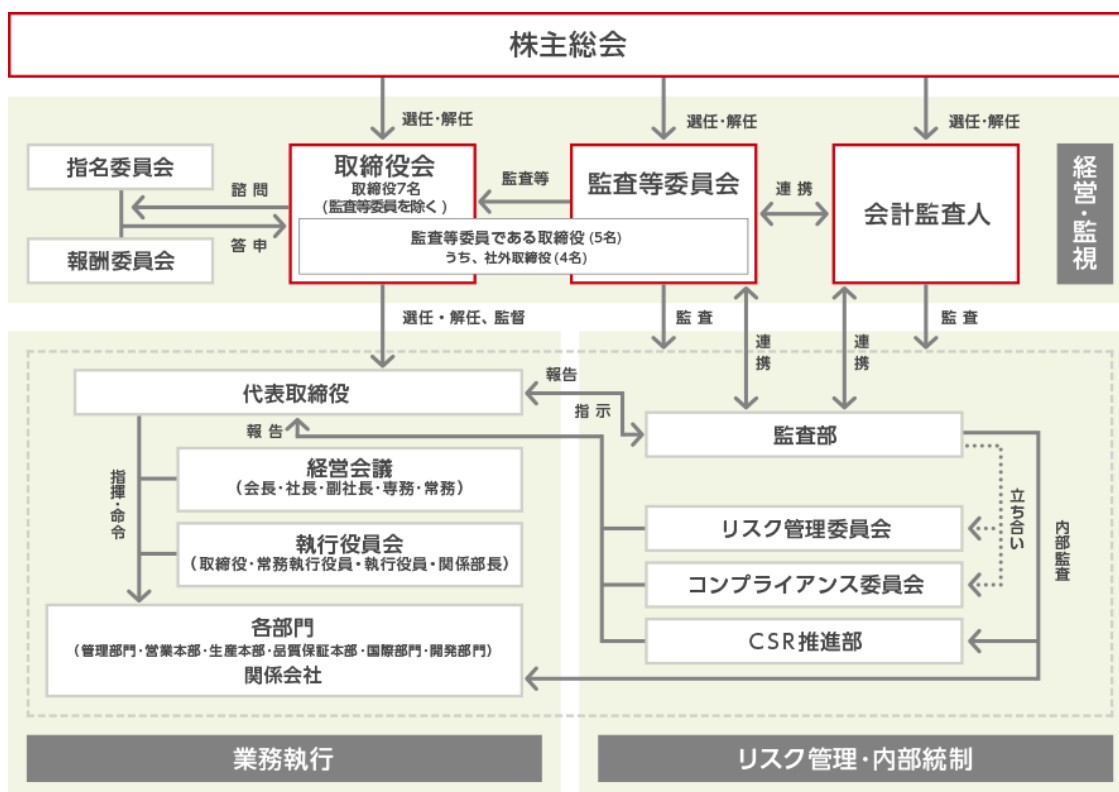 株主総会
選任･解任
選任･解任
選任･解任
指名委員会
報酬委員会
諮 問
答 申
取締役会
取締役7名
(監査等委員を除く)
監査等
監査等委員会
連 携
会計監査人
監査等委員である取締役(5名)
うち、社外取締役(4名)
経営・監視
選任・解任、監督
監 査
連携
連携
監 査
代表取締役
報告
指 示
報 告
監査部
指揮・命令
経営会議
(会長･社長･副社長･専務･常務)
執行役員会
(取締役・常務執行役員・執行役員・関係部長)
リスク管理委員会
コンプライアンス委員会
CSR推進部
立ち合い
内部監査
各部門
(管理部門・営業本部・生産本部・品質保証本部・国際部門・開発部門)
関係会社
業務執行
リスク管理・内部統制